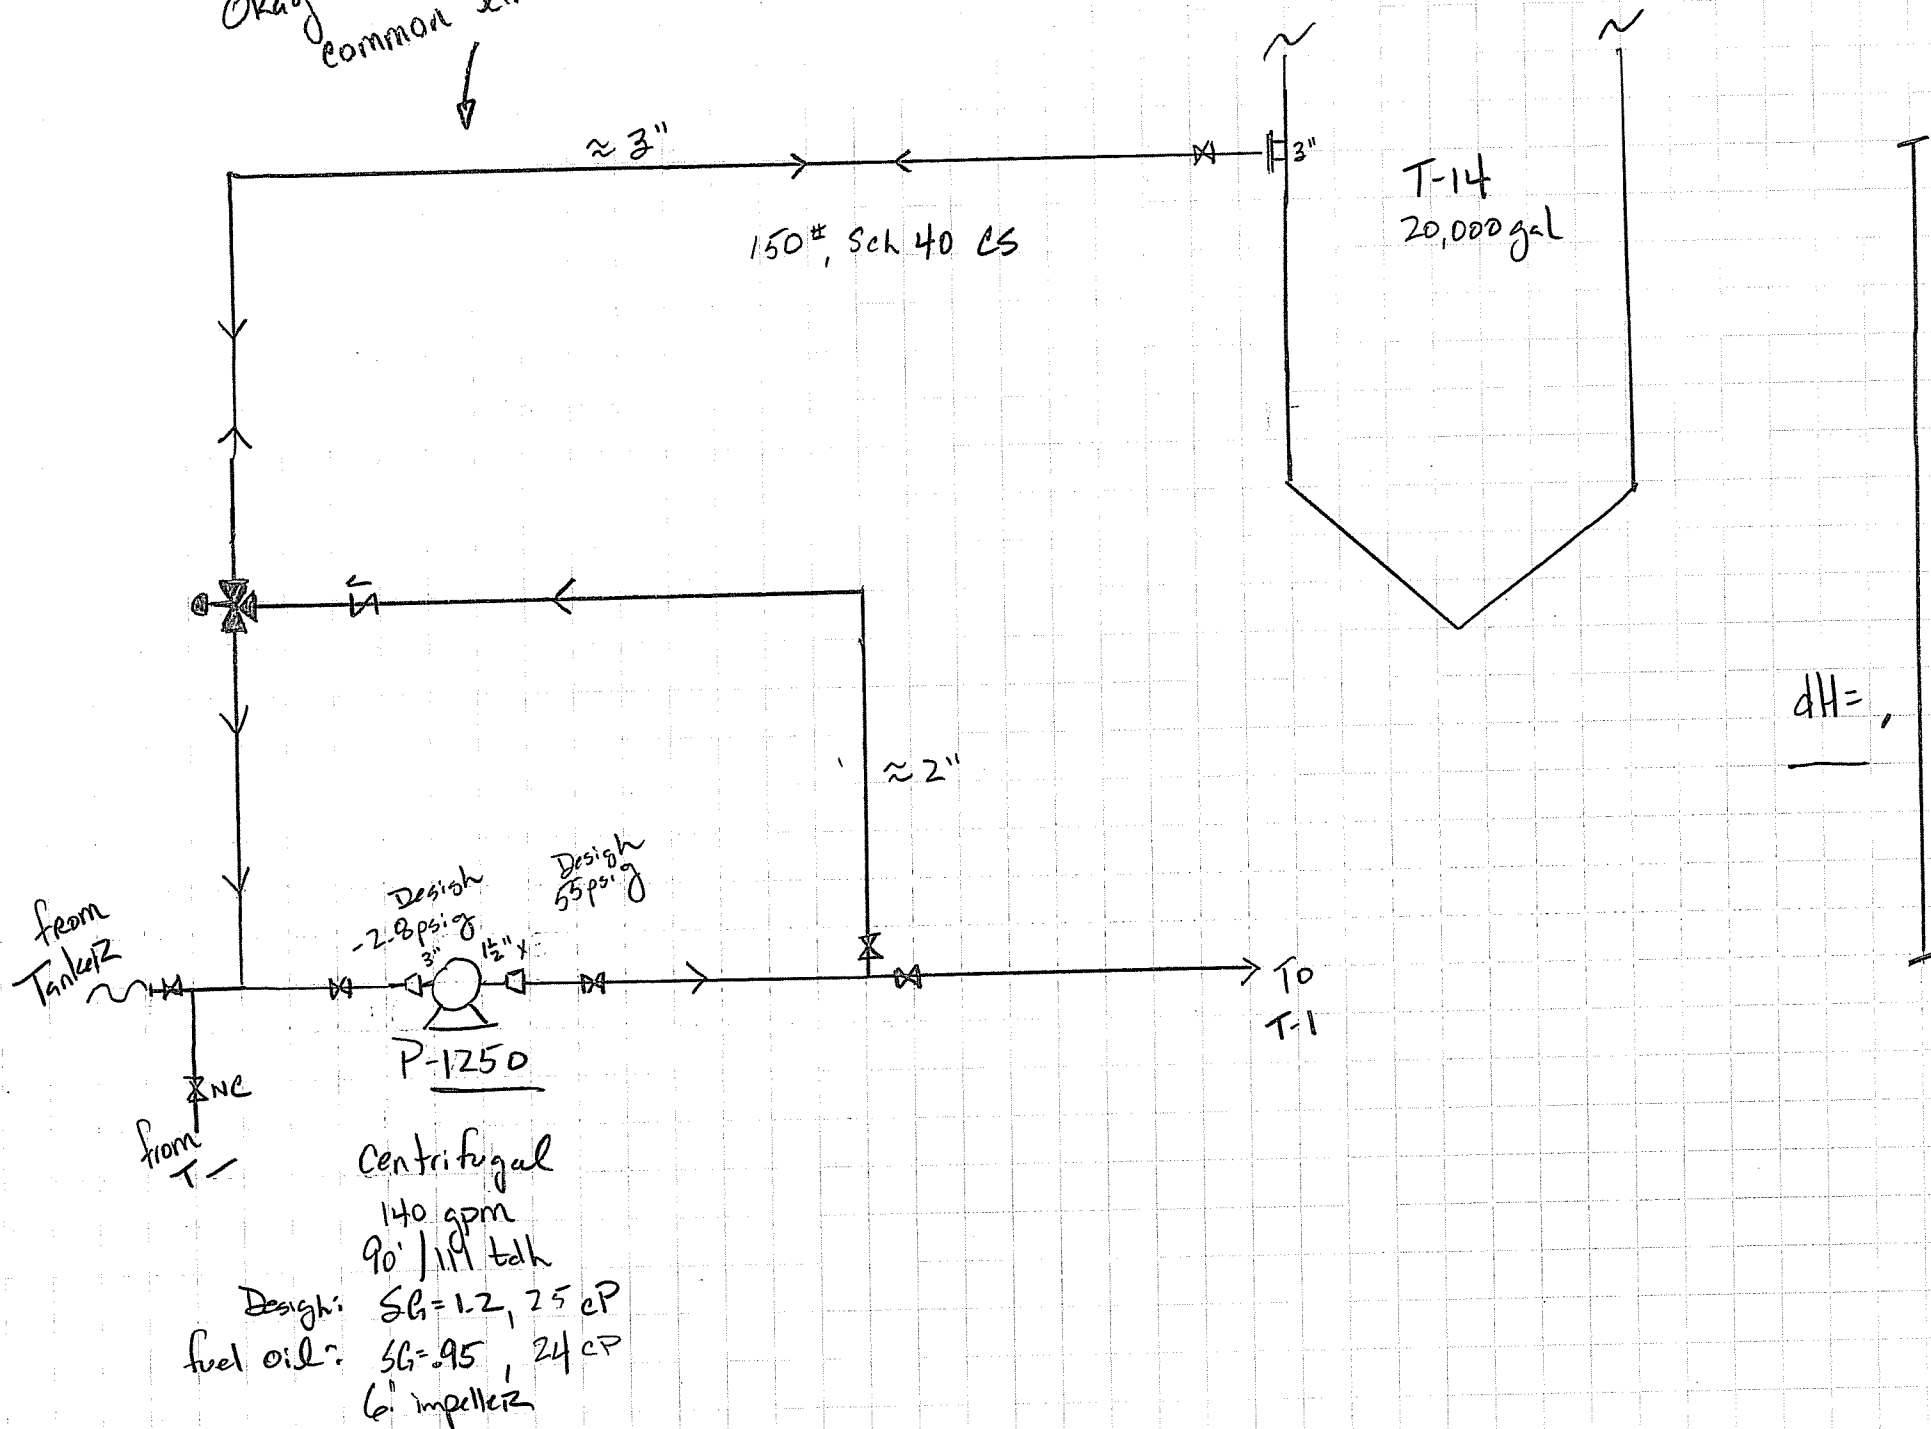 Okay
common
≈ 3"
3"
T-14
20,000 gal
150#, Sch 40 CS
dH=
≈ 2"
Design
55 psig
Design
-2.8 psig
3"
1½" x
from
Tanker
To
T-1
P-1250
NC
from
T-
Centrifugal
140 gpm
90' / 111 tdh
Design: SG=1.2, 25 cP
fuel oil: SG=.95, 24 cP
6" impeller